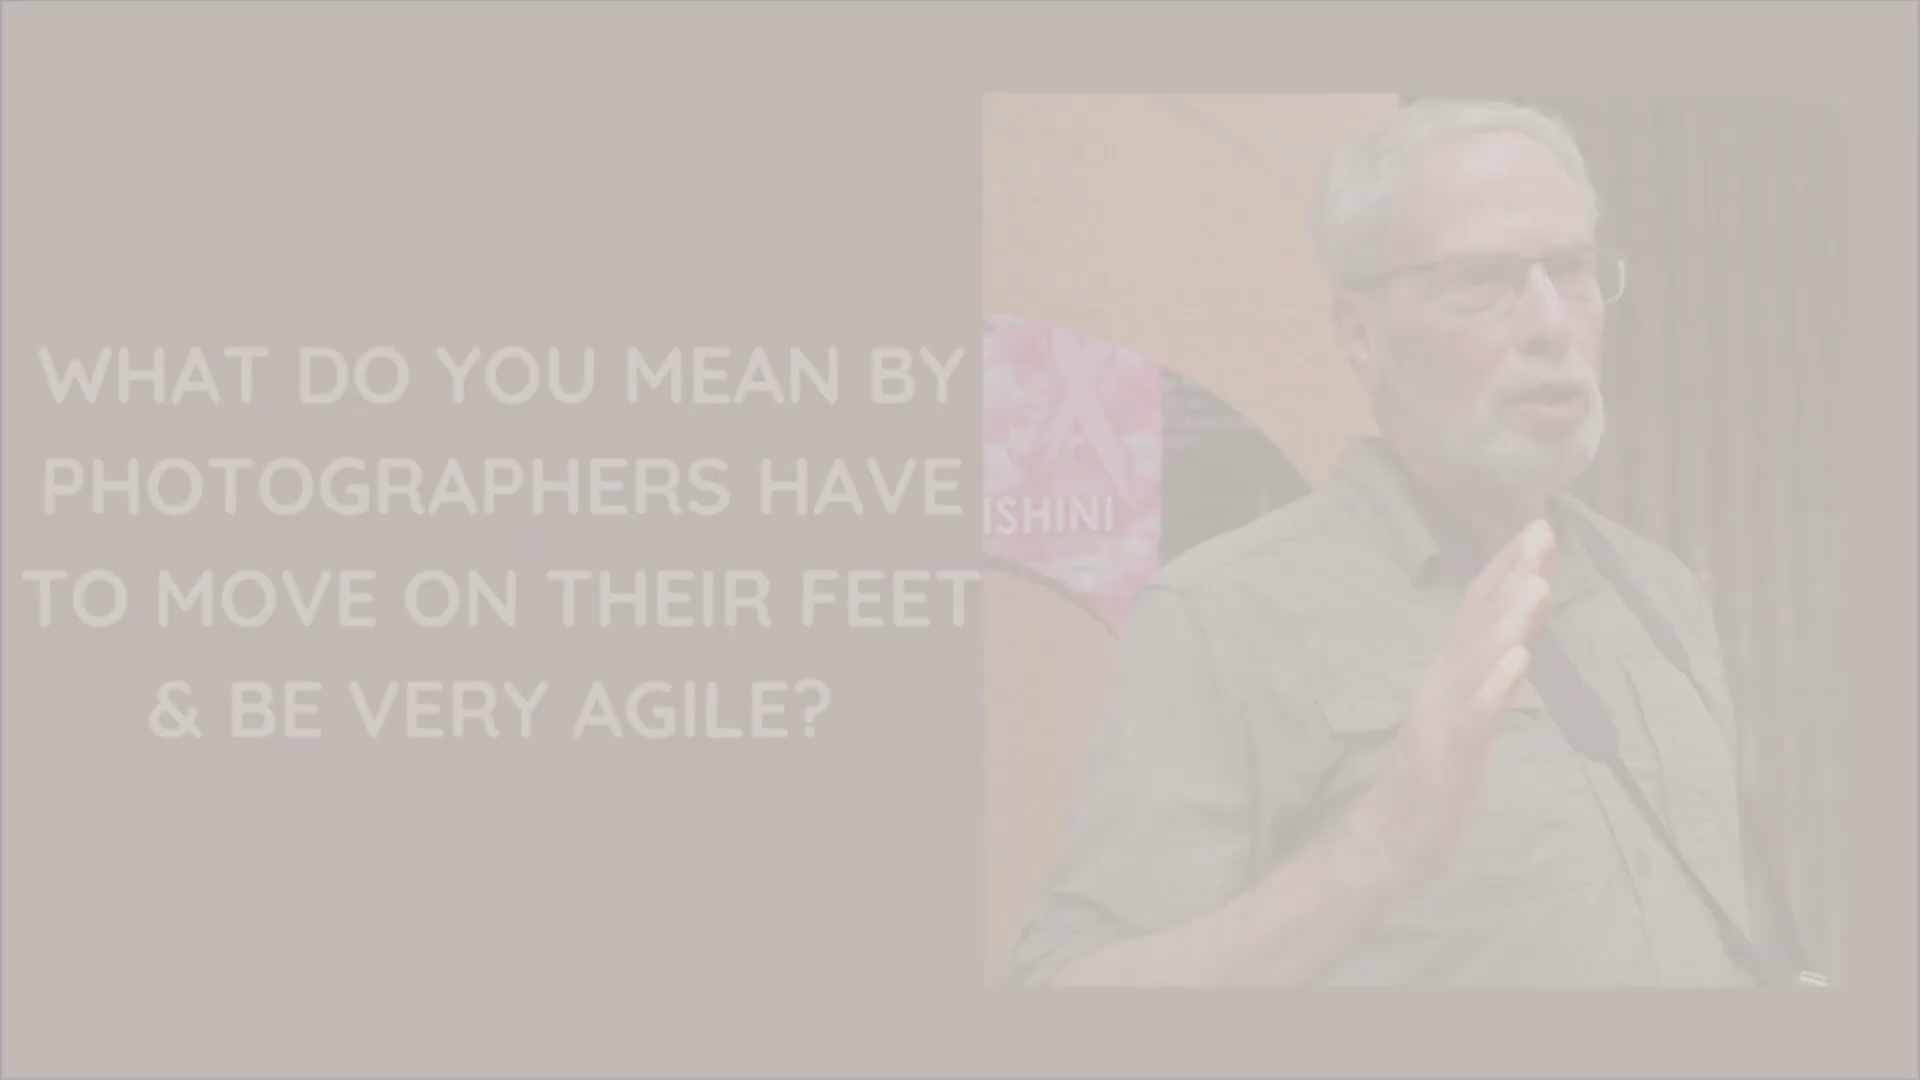 WHAT DO YOU MEAN BY
PHOTOGRAPHERS HAVE
TO MOVE ON THEIR FEET
& BE VERY AGILE?
ISHINI